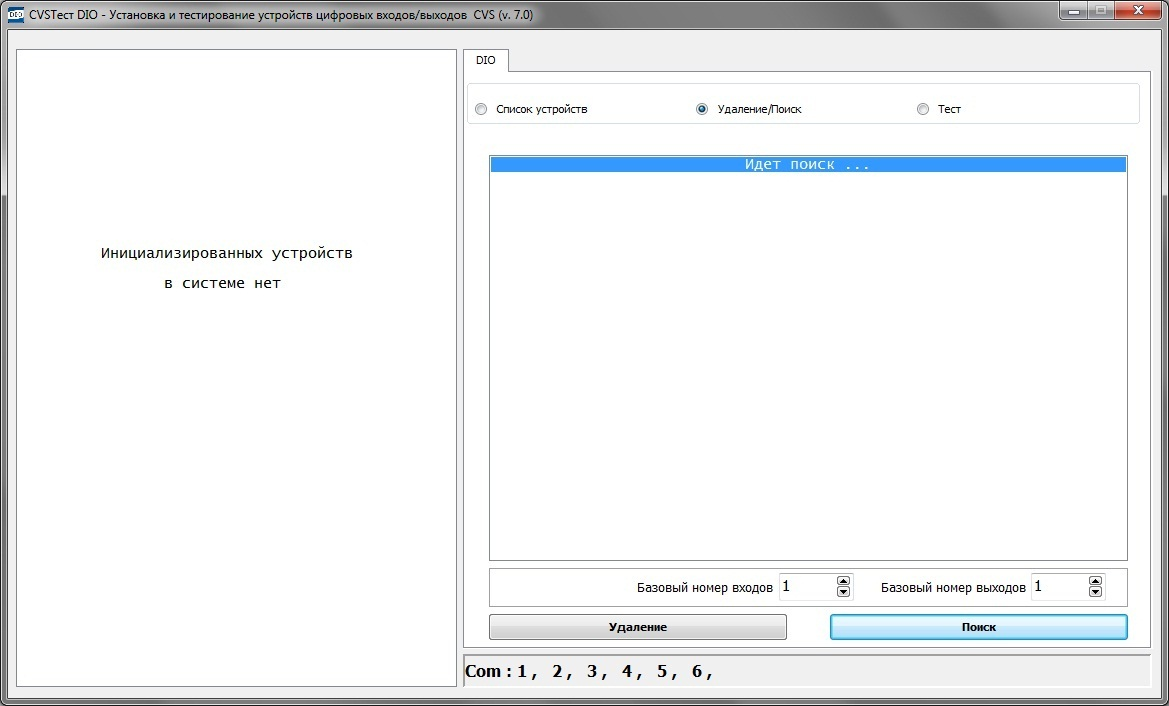 DIO CVSТест DIO - Установка и тестирование устройств цифровых входов/выходов CVS (v. 7.0)
Инициализированных устройств
в системе нет
DIO
Список устройств Удаление/Поиск Тест
Идет поиск ...
Базовый номер входов 1 Базовый номер выходов 1
Удаление Поиск
Com : 1 , 2 , 3 , 4 , 5 , 6 ,